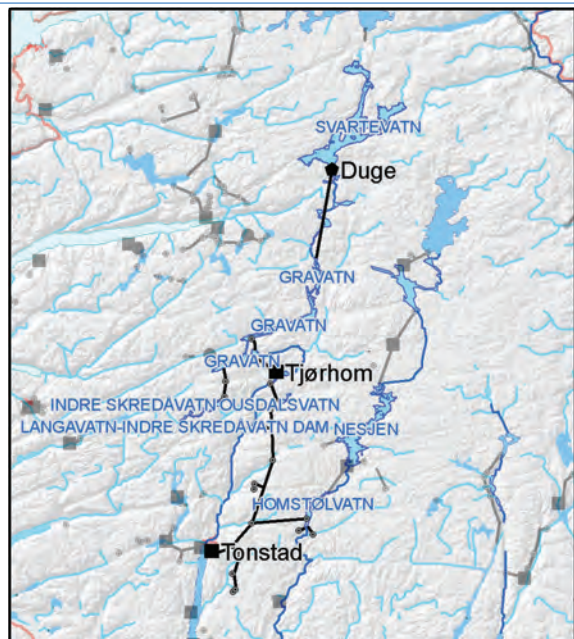 SVARTEVATN
Duge
GRAVATN
GRAVATN
GRAVATN
Tjørhom
INDRE SKREDAVATN-OUSDALSVATN
LANGAVATN-INDRE SKREDAVATN DAM
NESJEN
HOMSTØLVATN
Tonstad